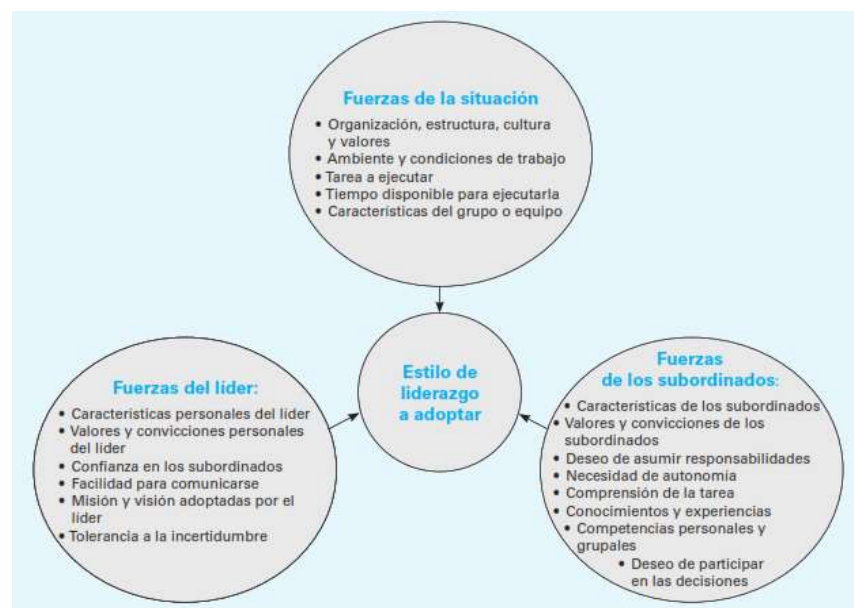 Fuerzas de la situación
• Organización, estructura, cultura
y valores
• Ambiente y condiciones de trabajo
• Tarea a ejecutar
• Tiempo disponible para ejecutarla
• Características del grupo o equipo
Estilo de
liderazgo
a adoptar
Fuerzas del líder:
• Características personales del líder
• Valores y convicciones personales
del líder
• Confianza en los subordinados
• Facilidad para comunicarse
• Misión y visión adoptadas por el
líder
• Tolerancia a la incertidumbre
Fuerzas
de los subordinados:
• Características de los subordinados
• Valores y convicciones de los
subordinados
• Deseo de asumir responsabilidades
• Necesidad de autonomía
• Comprensión de la tarea
• Conocimientos y experiencias
• Competencias personales y
grupales
• Deseo de participar
en las decisiones